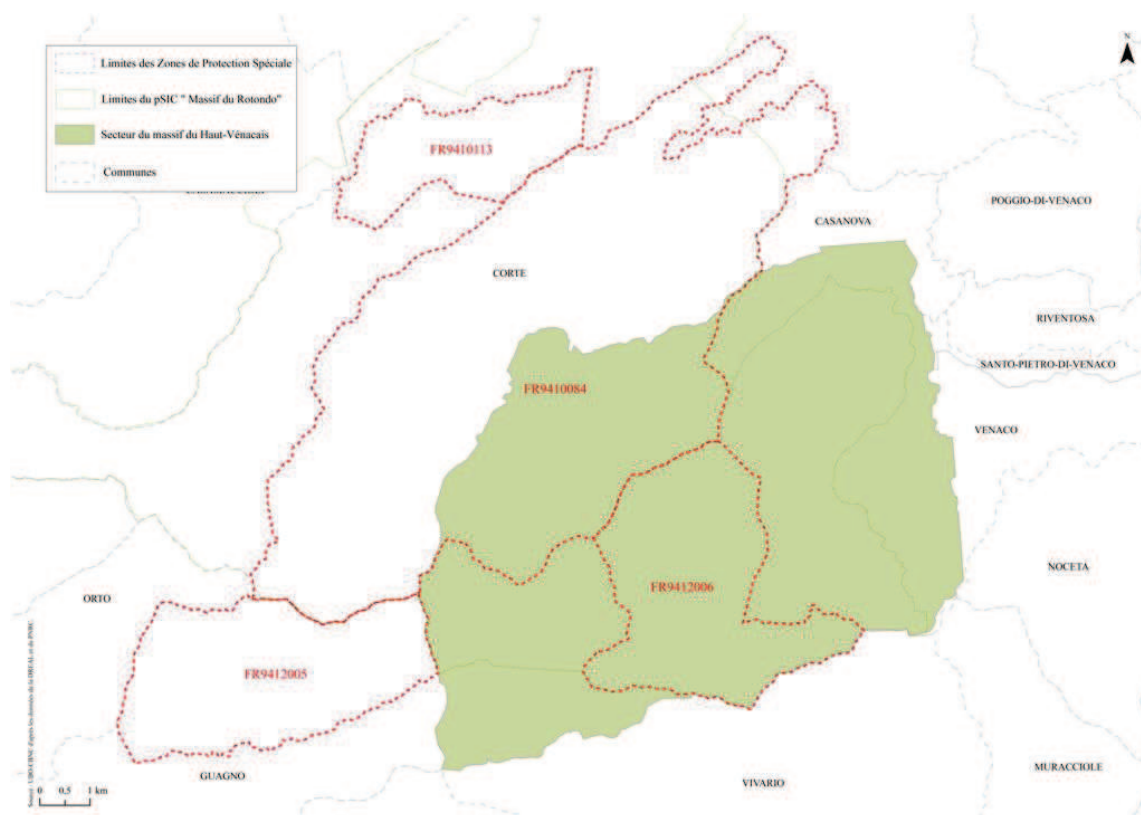 Limites des Zones de Protection Spéciale
Limites du pSIC " Massif du Rotondo"
Secteur du massif du Haut-Vénacais
Communes
N
FR9410113
POGGIO-DI-VENACO
CASANOVA
CORTE
RIVENTOSA
SANTO-PIETRO-DI-VENACO
FR9410084
VENACO
NOCETA
ORTO
FR9412006
FR9412005
GUAGNO
VIVARIO
MURACCIOLE
0 0,5 1 km